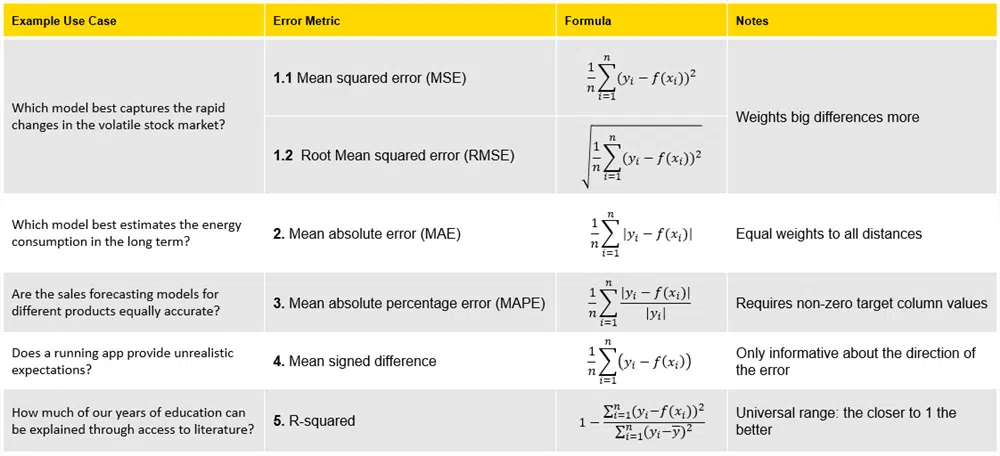 Example Use Case Error Metric Formula Notes
Which model best captures the rapid
changes in the volatile stock market?
1.1 Mean squared error (MSE)
\frac{1}{n}\sum_{i=1}^{n}(y_i − f(x_i))^2
Weights big differences more
1.2 Root Mean squared error (RMSE)
\sqrt{\frac{1}{n}\sum_{i=1}^{n}(y_i − f(x_i))^2}
Which model best estimates the energy
consumption in the long term?
2. Mean absolute error (MAE)
\frac{1}{n}\sum_{i=1}^{n}|y_i − f(x_i)|
Equal weights to all distances
Are the sales forecasting models for
different products equally accurate?
3. Mean absolute percentage error (MAPE)
\frac{1}{n}\sum_{i=1}^{n}\frac{|y_i − f(x_i)|}{|y_i|}
Requires non-zero target column values
Does a running app provide unrealistic
expectations?
4. Mean signed difference
\frac{1}{n}\sum_{i=1}^{n}(y_i − f(x_i))
Only informative about the direction of
the error
How much of our years of education can
be explained through access to literature?
5. R-squared
1 − \frac{\sum_{i=1}^{n}(y_i−f(x_i))^2}{\sum_{i=1}^{n}(y_i−\overline{y})^2}
Universal range: the closer to 1 the
better